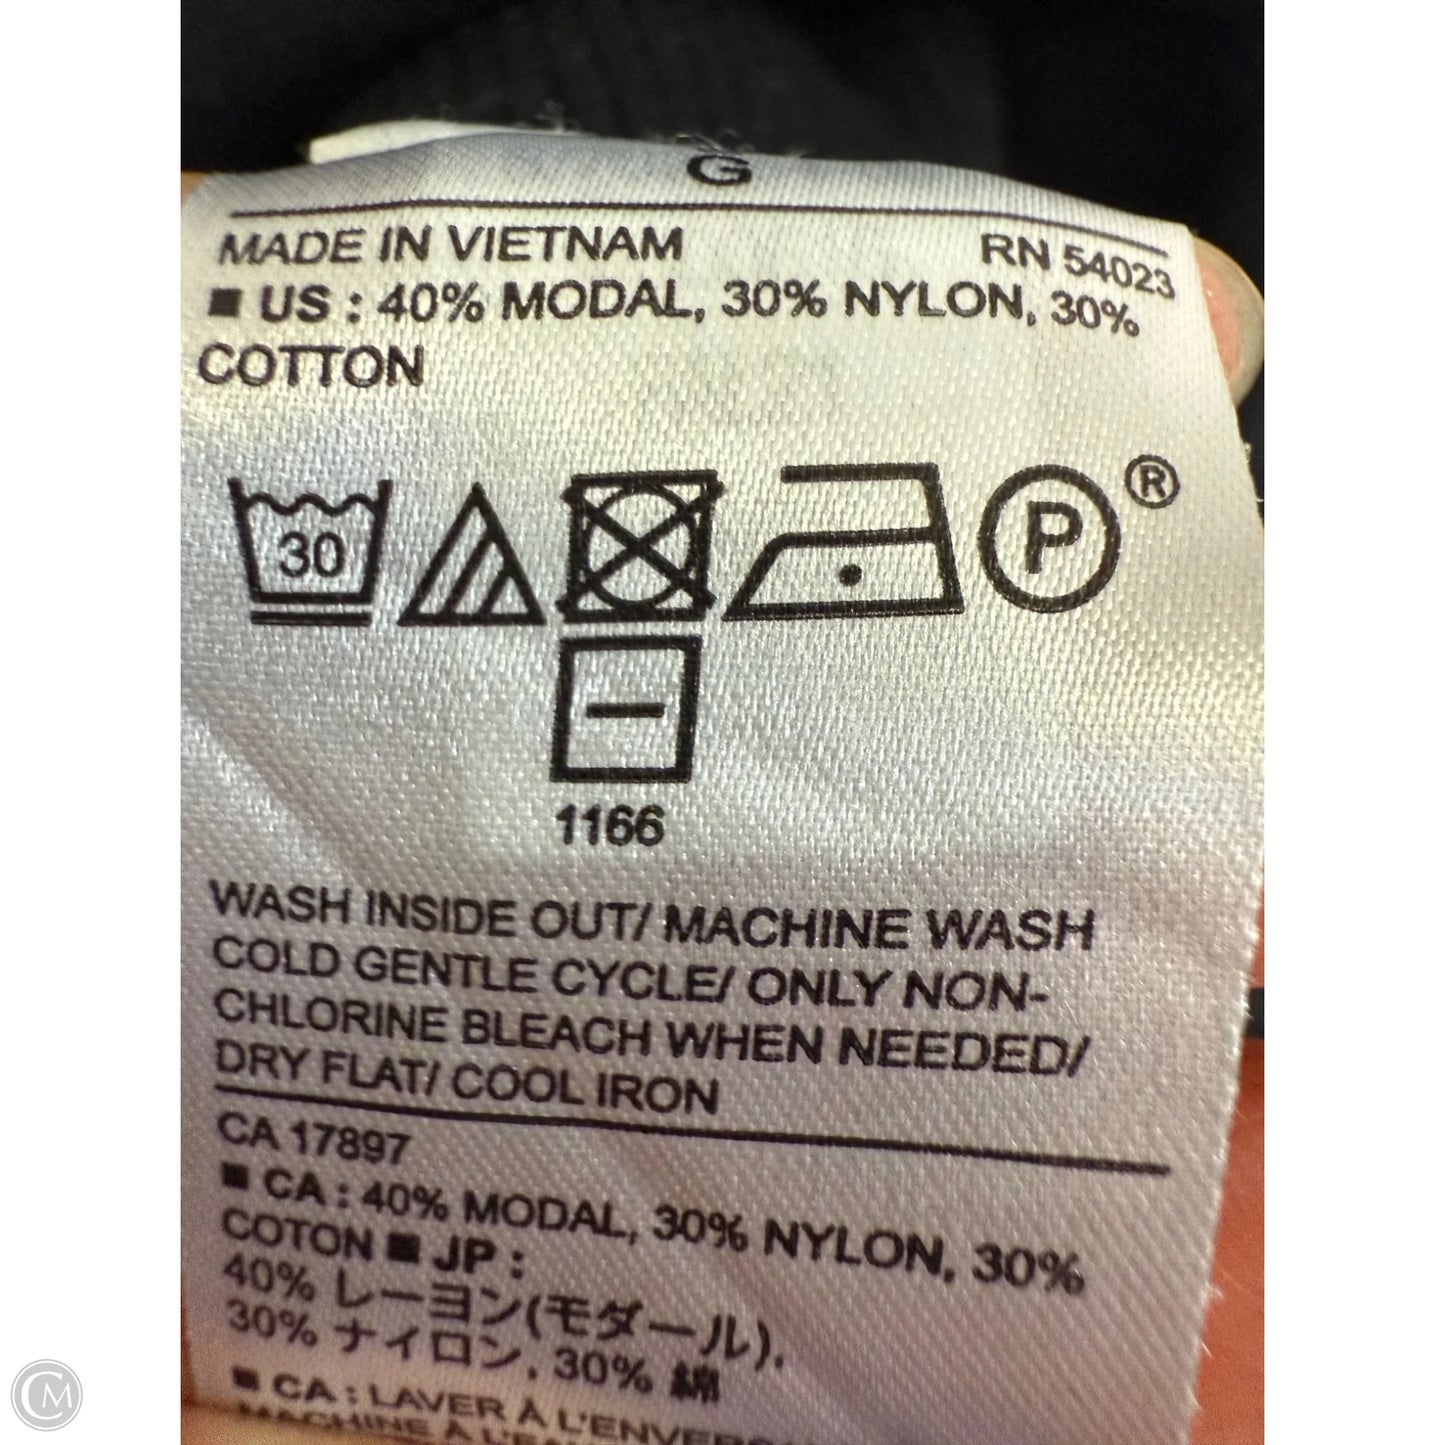 G
MADE IN VIETNAM RN 54023
■ US : 40% MODAL, 30% NYLON, 30%
COTTON
30 P ®
1166
WASH INSIDE OUT/ MACHINE WASH
COLD GENTLE CYCLE/ ONLY NON-
CHLORINE BLEACH WHEN NEEDED/
DRY FLAT/ COOL IRON
CA 17897
■ CA : 40% MODAL, 30% NYLON, 30%
COTON ■ JP :
40% レーヨン(モダール),
30% ナイロン, 30% 綿
■ CA : LAVER À L'ENVERS
MACHINE À L'EA
CM